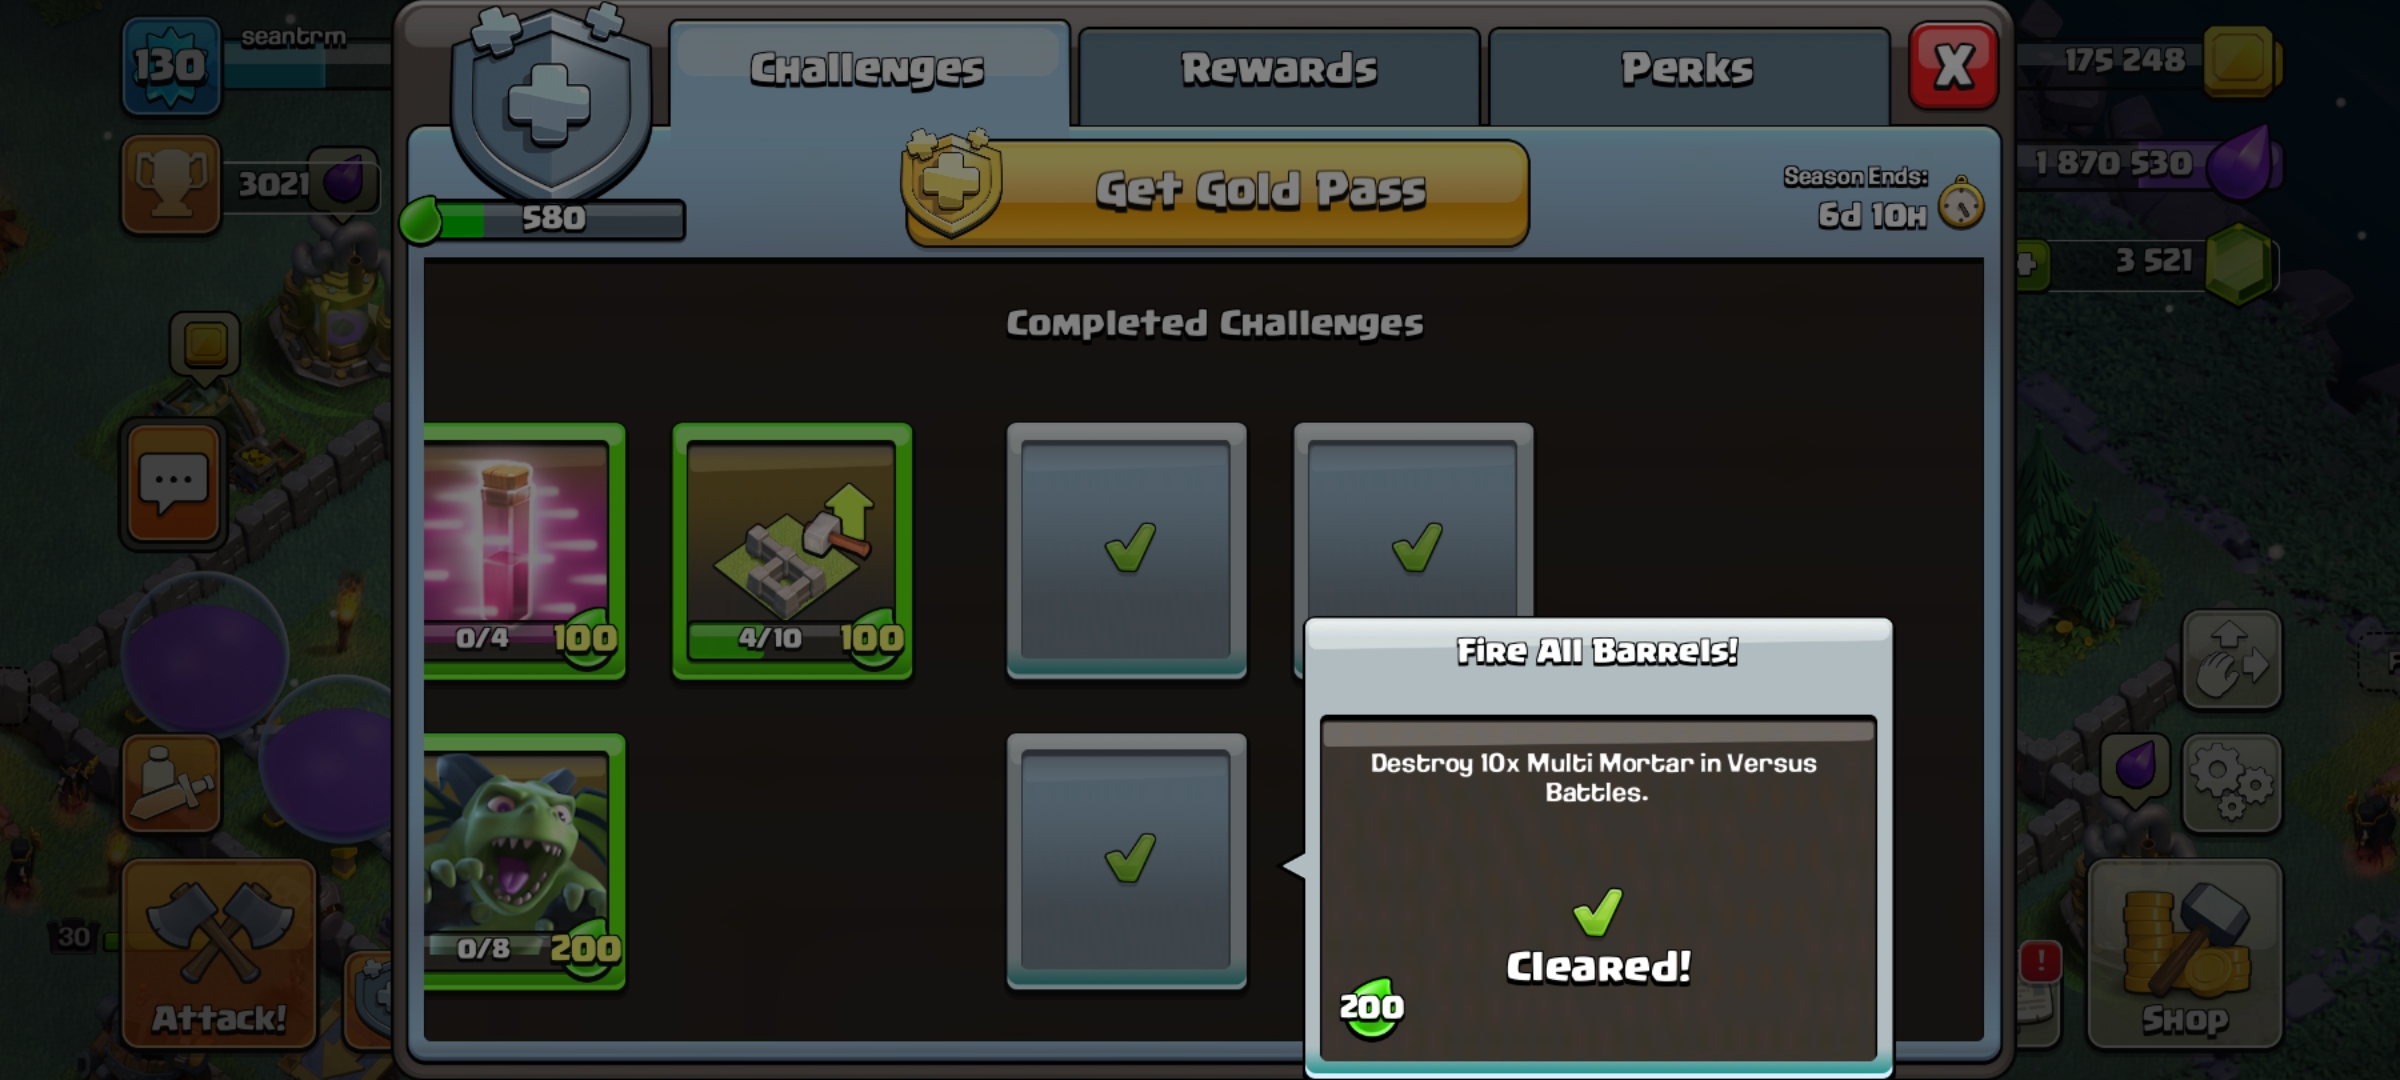 130
seantrm
3021
580
Challenges
Rewards
Perks
X
Get Gold Pass
Season Ends:
6d 10H
175 248
1 870 530
3 521
Completed Challenges
0/4
100
4/10
100
0/8
200
Fire All Barrels!
Destroy 10x Multi Mortar in Versus
Battles.
Cleared!
200
30
Attack!
!
Shop